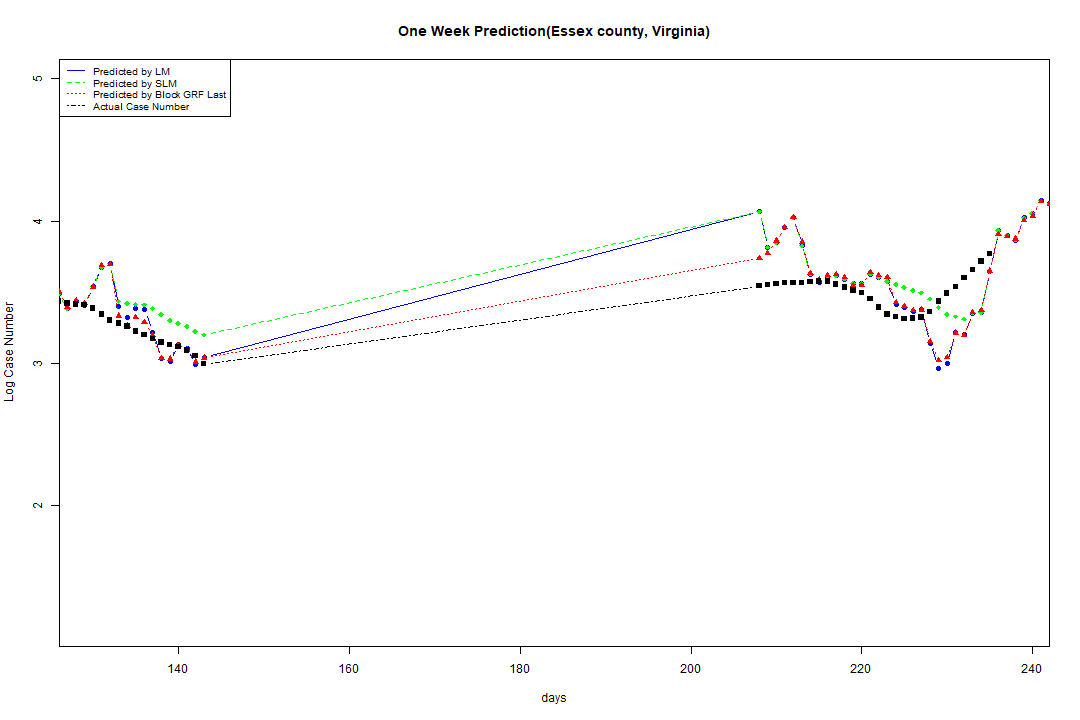 One Week Prediction(Essex county, Virginia)
Predicted by LM
Predicted by SLM
Predicted by Block GRF Last
Actual Case Number
5
4
3
2
Log Case Number
140 160 180 200 220 240
days